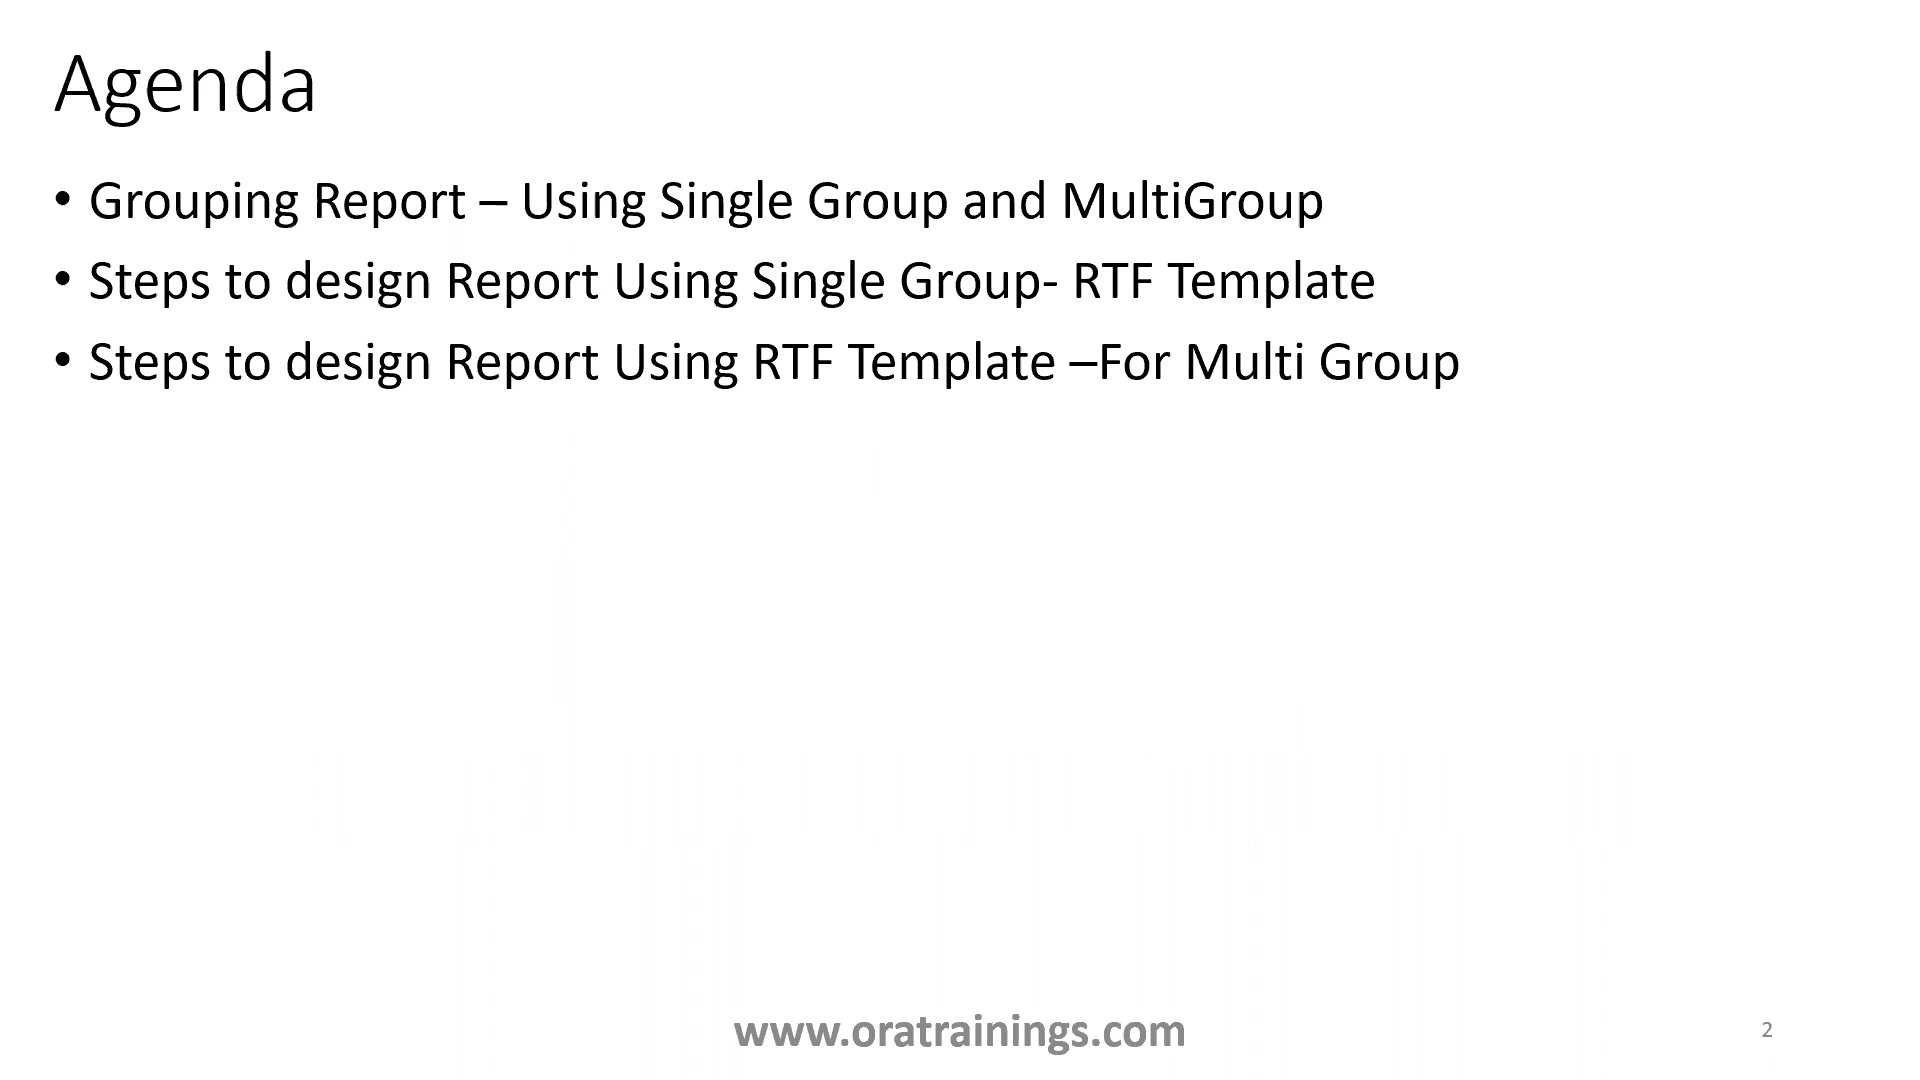 Agenda
• Grouping Report – Using Single Group and MultiGroup
• Steps to design Report Using Single Group- RTF Template
• Steps to design Report Using RTF Template –For Multi Group
www.oratrainings.com
2